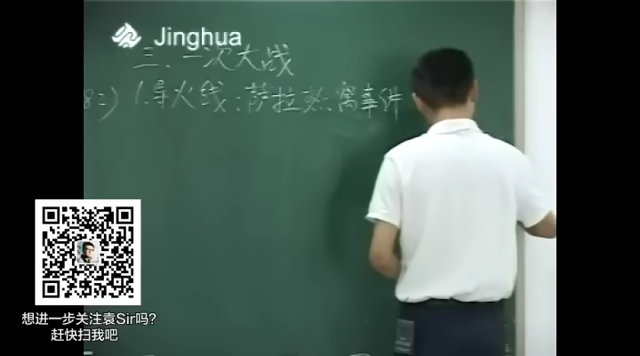 Jinghua
三、一次大战
1.导火线:萨拉热窝事件
想进一步关注袁Sir吗?
赶快扫我吧